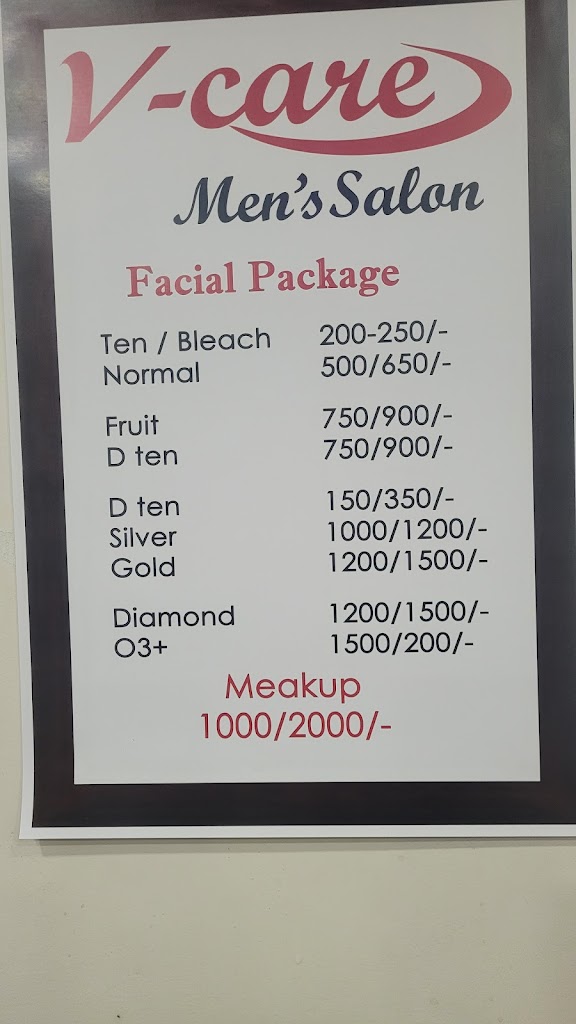 V-care
Men's Salon
Facial Package
Ten / Bleach 200-250/-
Normal 500/650/-
Fruit 750/900/-
D ten 750/900/-
D ten 150/350/-
Silver 1000/1200/-
Gold 1200/1500/-
Diamond 1200/1500/-
O3+ 1500/200/-
Meakup
1000/2000/-